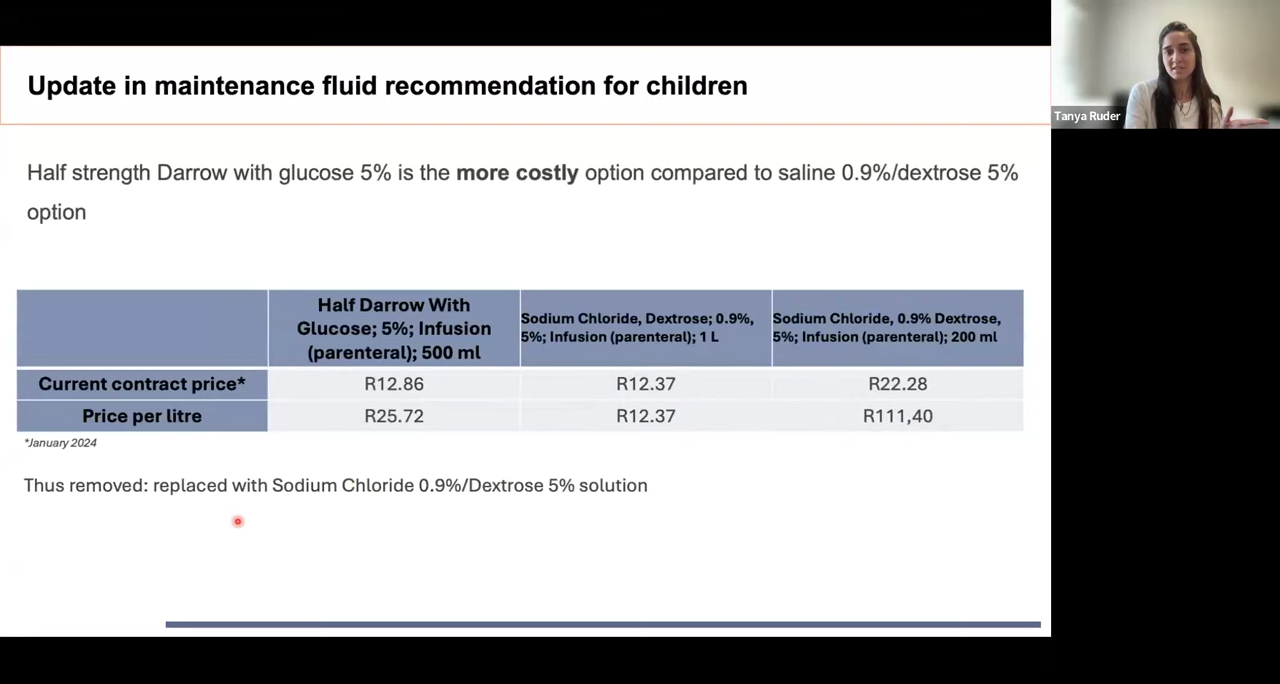 Update in maintenance fluid recommendation for children
Tanya Ruder
Half strength Darrow with glucose 5% is the more costly option compared to saline 0.9%/dextrose 5%
option
Half Darrow With
Glucose; 5%; Infusion
(parenteral); 500 ml
Sodium Chloride, Dextrose; 0.9%,
5%; Infusion (parenteral); 1 L
Sodium Chloride, 0.9% Dextrose,
5%; Infusion (parenteral); 200 ml
Current contract price* R12.86 R12.37 R22.28
Price per litre R25.72 R12.37 R111,40
*January 2024
Thus removed: replaced with Sodium Chloride 0.9%/Dextrose 5% solution